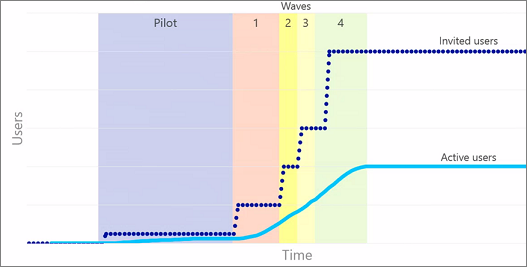 Waves
Pilot 1 2 3 4
Invited users
Active users
Users
Time